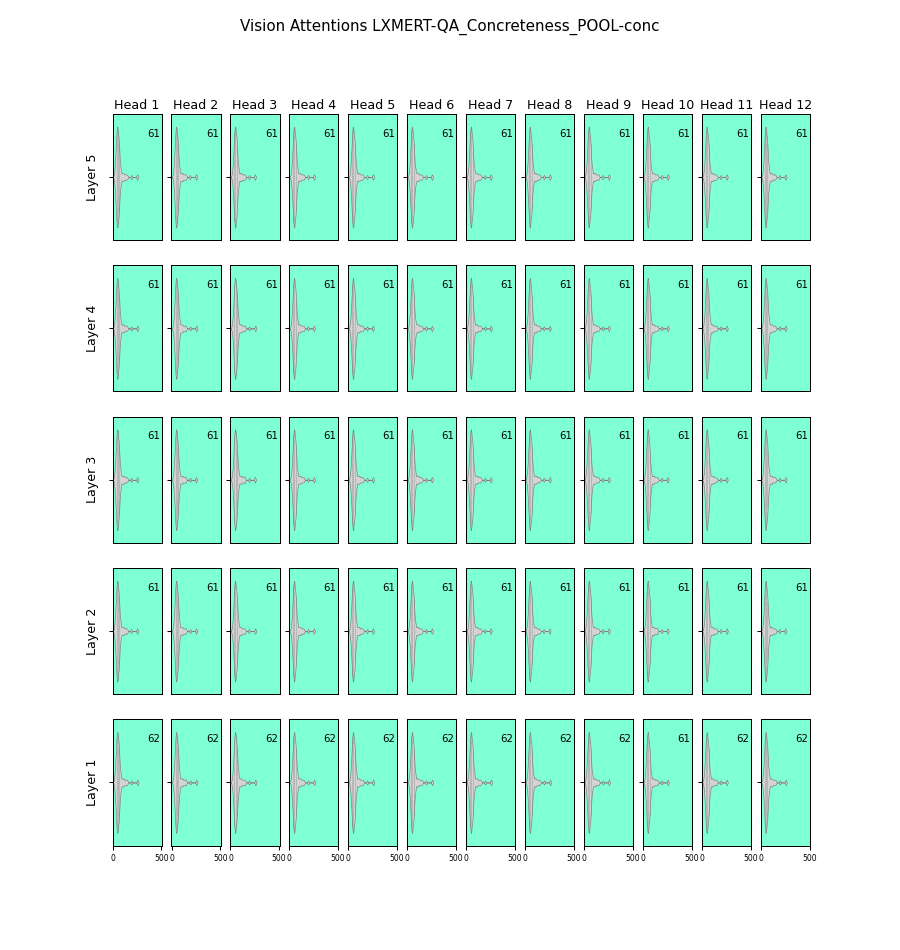 Vision Attentions LXMERT-QA_Concreteness_POOL-conc
Head 1 Head 2 Head 3 Head 4 Head 5 Head 6 Head 7 Head 8 Head 9 Head 10 Head 11 Head 12
Layer 5
61 61 61 61 61 61 61 61 61 61 61 61
Layer 4
61 61 61 61 61 61 61 61 61 61 61 61
Layer 3
61 61 61 61 61 61 61 61 61 61 61 61
Layer 2
61 61 61 61 61 61 61 61 61 61 61 61
Layer 1
62 62 62 62 62 62 62 62 62 61 62 62
0 500 0 500 0 500 0 500 0 500 0 500 0 500 0 500 0 500 0 500 0 500 0 500